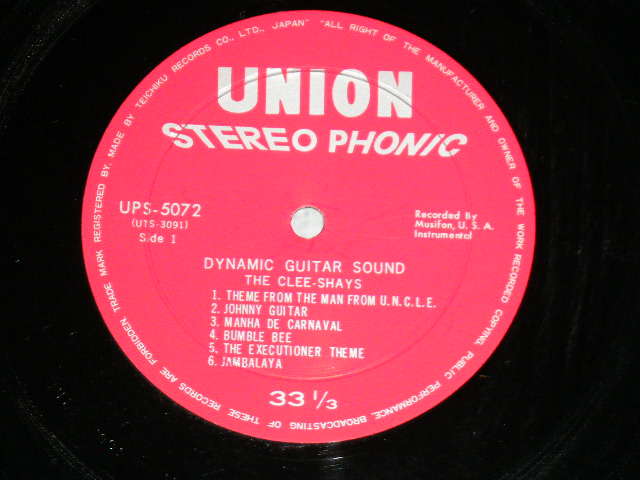 TRADE MARK REGISTERED BY. MADE BY TEICHIKU RECORDS CO., LTD., JAPAN" "ALL RIGHT OF THE MANUFACTURER AND OWNER OF THE WORK RECORDED COPYING, PUBLIC PERFORMANCE, BROADCASTING OF THESE RECORDS ARE FORBIDDEN
UNION
STEREO PHONIC
UPS-5072
(UTS-3091)
Side 1
Recorded By
Musifon, U. S. A.
Instrumental
DYNAMIC GUITAR SOUND
THE CLEE-SHAYS
1. THEME FROM THE MAN FROM U.N.C.L.E.
2. JOHNNY GUITAR
3. MANHA DE CARNAVAL
4. BUMBLE BEE
5. THE EXECUTIONER THEME
6. JAMBALAYA
33 1/3